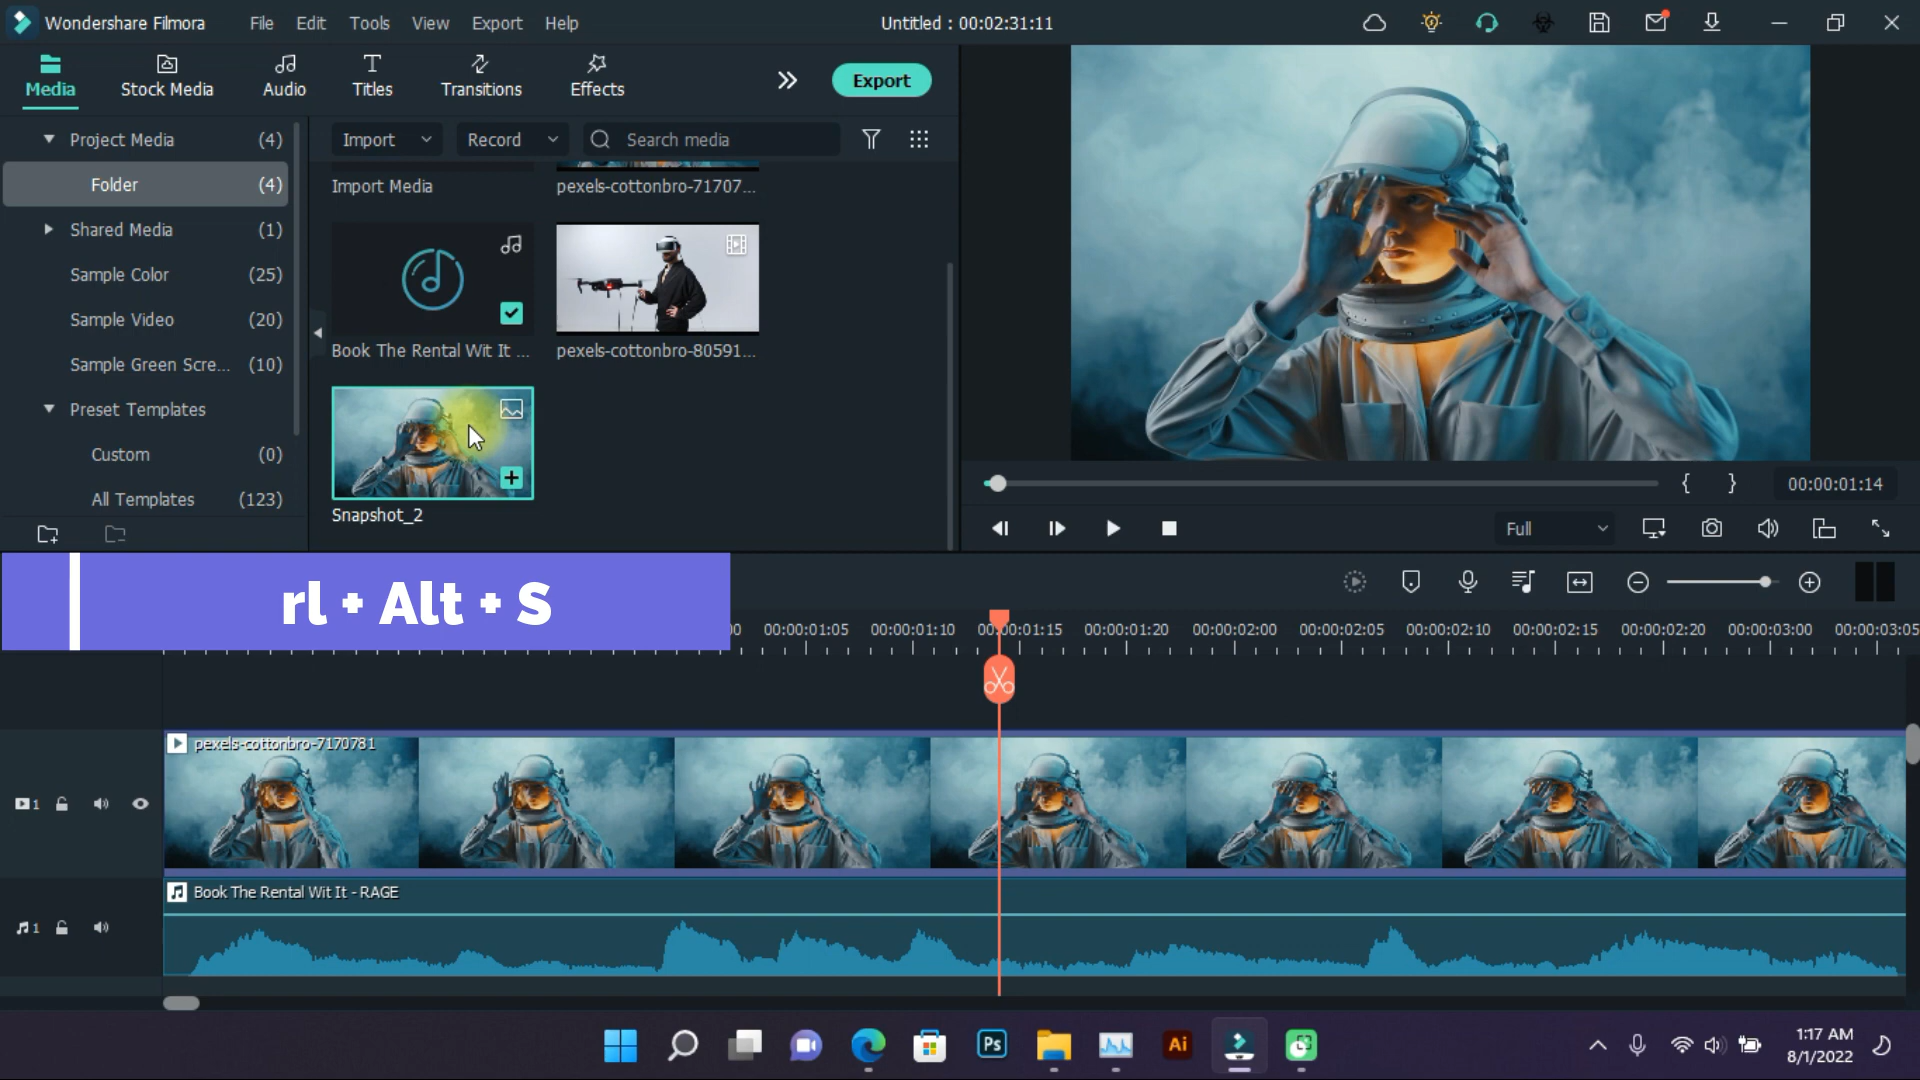 Wondershare Filmora
File
Edit
Tools
View
Export
Help
Untitled : 00:02:31:11
Media
Stock Media
Audio
Titles
Transitions
Effects
Export
Project Media (4)
Folder (4)
Shared Media (1)
Sample Color (25)
Sample Video (20)
Sample Green Scre... (10)
Preset Templates
Custom (0)
All Templates (123)
Import
Record
Search media
Import Media
pexels-cottonbro-71707...
Book The Rental Wit It ...
pexels-cottonbro-80591...
Snapshot_2
00:00:01:14
Full
rl + Alt + S
00 00:00:01:05 00:00:01:10 00:00:01:15 00:00:01:20 00:00:02:00 00:00:02:05 00:00:02:10 00:00:02:15 00:00:02:20 00:00:03:00 00:00:03:05
pexels-cottonbro-7170781
1
Book The Rental Wit It - RAGE
1
Ps
Ai
1:17 AM
8/1/2022